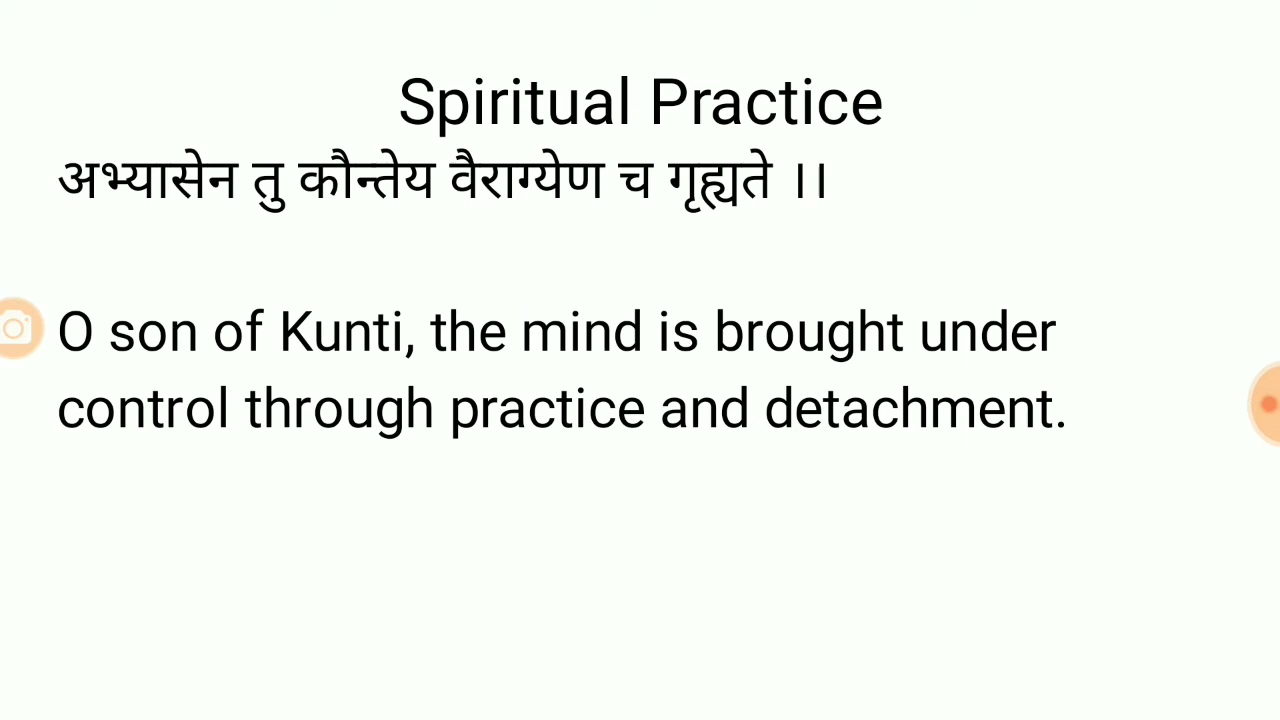 Spiritual Practice
अभ्यासेन तु कौन्तेय वैराग्येण च गृह्यते ।।
O son of Kunti, the mind is brought under
control through practice and detachment.